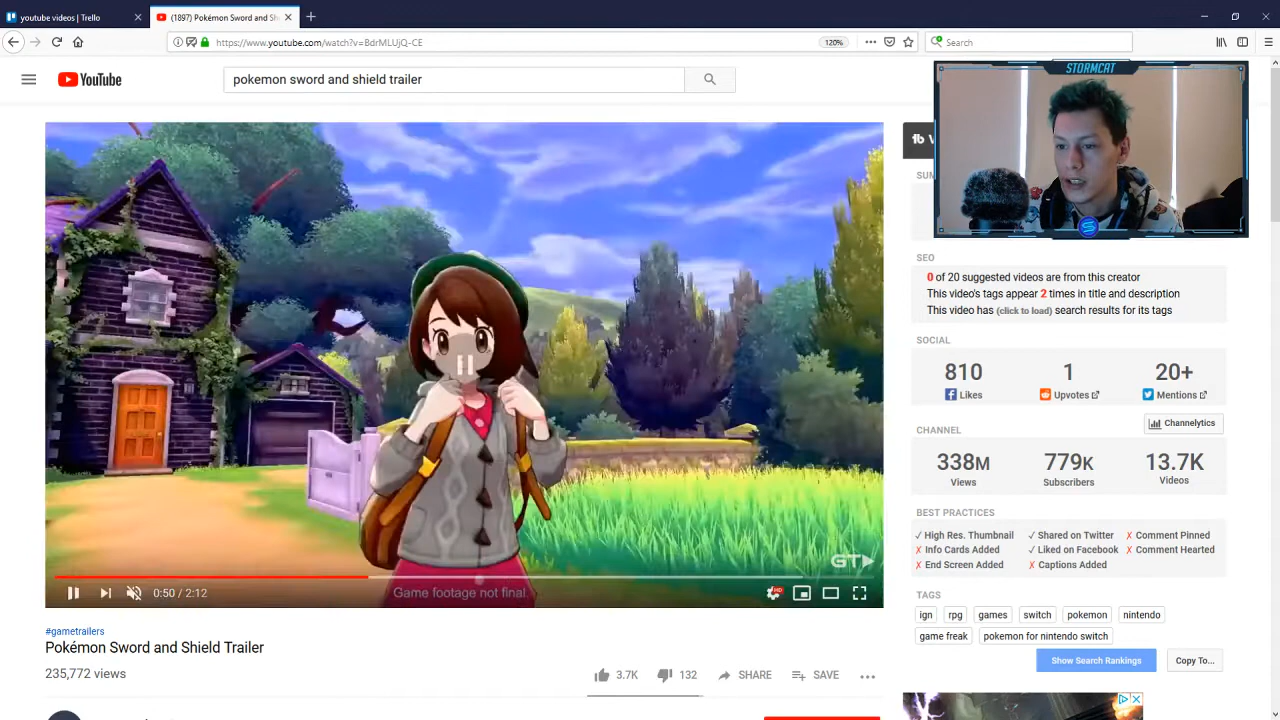 youtube videos | Trello
(1897) Pokémon Sword and Sh
https://www.youtube.com/watch?v=BdrMLUjQ-CE
120%
Search
YouTube
pokemon sword and shield trailer
STORMCAT
SUM
SEO
0 of 20 suggested videos are from this creator
This video's tags appear 2 times in title and description
This video has (click to load) search results for its tags
SOCIAL
810
1
20+
Likes
Upvotes
Mentions
Channelytics
CHANNEL
338M
779K
13.7K
Views
Subscribers
Videos
BEST PRACTICES
✓ High Res. Thumbnail
✓ Shared on Twitter
✗ Comment Pinned
✗ Info Cards Added
✓ Liked on Facebook
✗ Comment Hearted
✗ End Screen Added
✗ Captions Added
GT
Game footage not final.
0:50 / 2:12
HD
TAGS
ign
rpg
games
switch
pokemon
nintendo
game freak
pokemon for nintendo switch
Show Search Rankings
Copy To...
#gametrailers
Pokémon Sword and Shield Trailer
235,772 views
3.7K
132
SHARE
SAVE